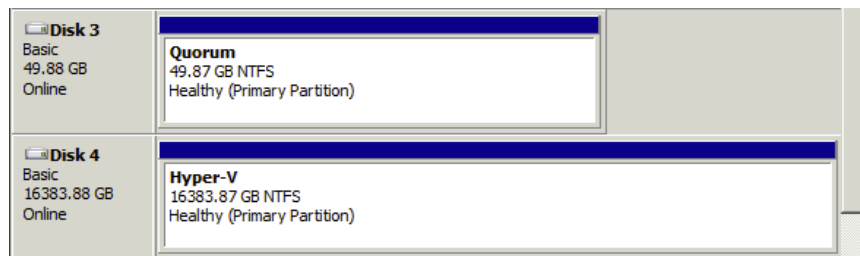 Disk 3
Basic
49.88 GB
Online
Quorum
49.87 GB NTFS
Healthy (Primary Partition)
Disk 4
Basic
16383.88 GB
Online
Hyper-V
16383.87 GB NTFS
Healthy (Primary Partition)